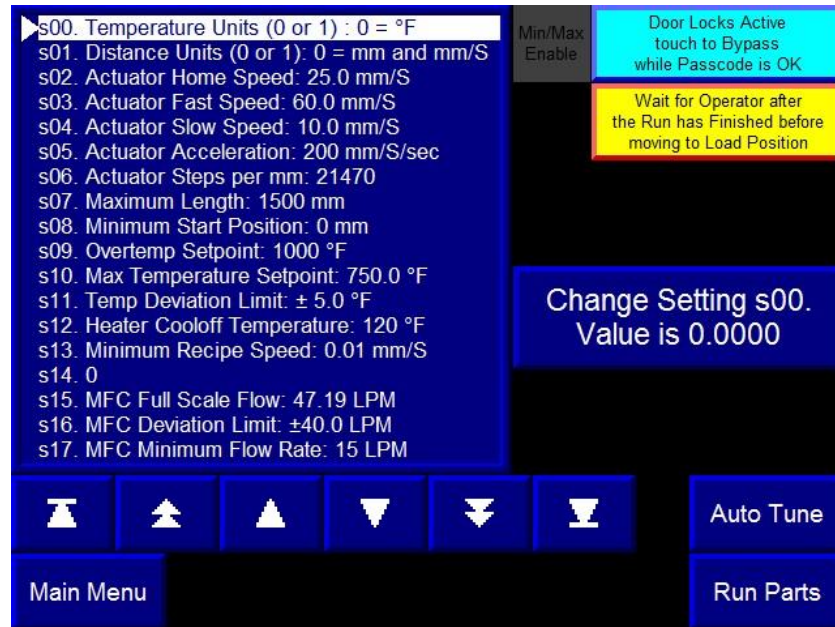 s00. Temperature Units (0 or 1) : 0 = °F
s01. Distance Units (0 or 1): 0 = mm and mm/S
s02. Actuator Home Speed: 25.0 mm/S
s03. Actuator Fast Speed: 60.0 mm/S
s04. Actuator Slow Speed: 10.0 mm/S
s05. Actuator Acceleration: 200 mm/S/sec
s06. Actuator Steps per mm: 21470
s07. Maximum Length: 1500 mm
s08. Minimum Start Position: 0 mm
s09. Overtemp Setpoint: 1000 °F
s10. Max Temperature Setpoint: 750.0 °F
s11. Temp Deviation Limit: ± 5.0 °F
s12. Heater Cooloff Temperature: 120 °F
s13. Minimum Recipe Speed: 0.01 mm/S
s14. 0
s15. MFC Full Scale Flow: 47.19 LPM
s16. MFC Deviation Limit: ±40.0 LPM
s17. MFC Minimum Flow Rate: 15 LPM
Min/Max
Enable
Door Locks Active
touch to Bypass
while Passcode is OK
Wait for Operator after
the Run has Finished before
moving to Load Position
Change Setting s00.
Value is 0.0000
Auto Tune
Main Menu
Run Parts